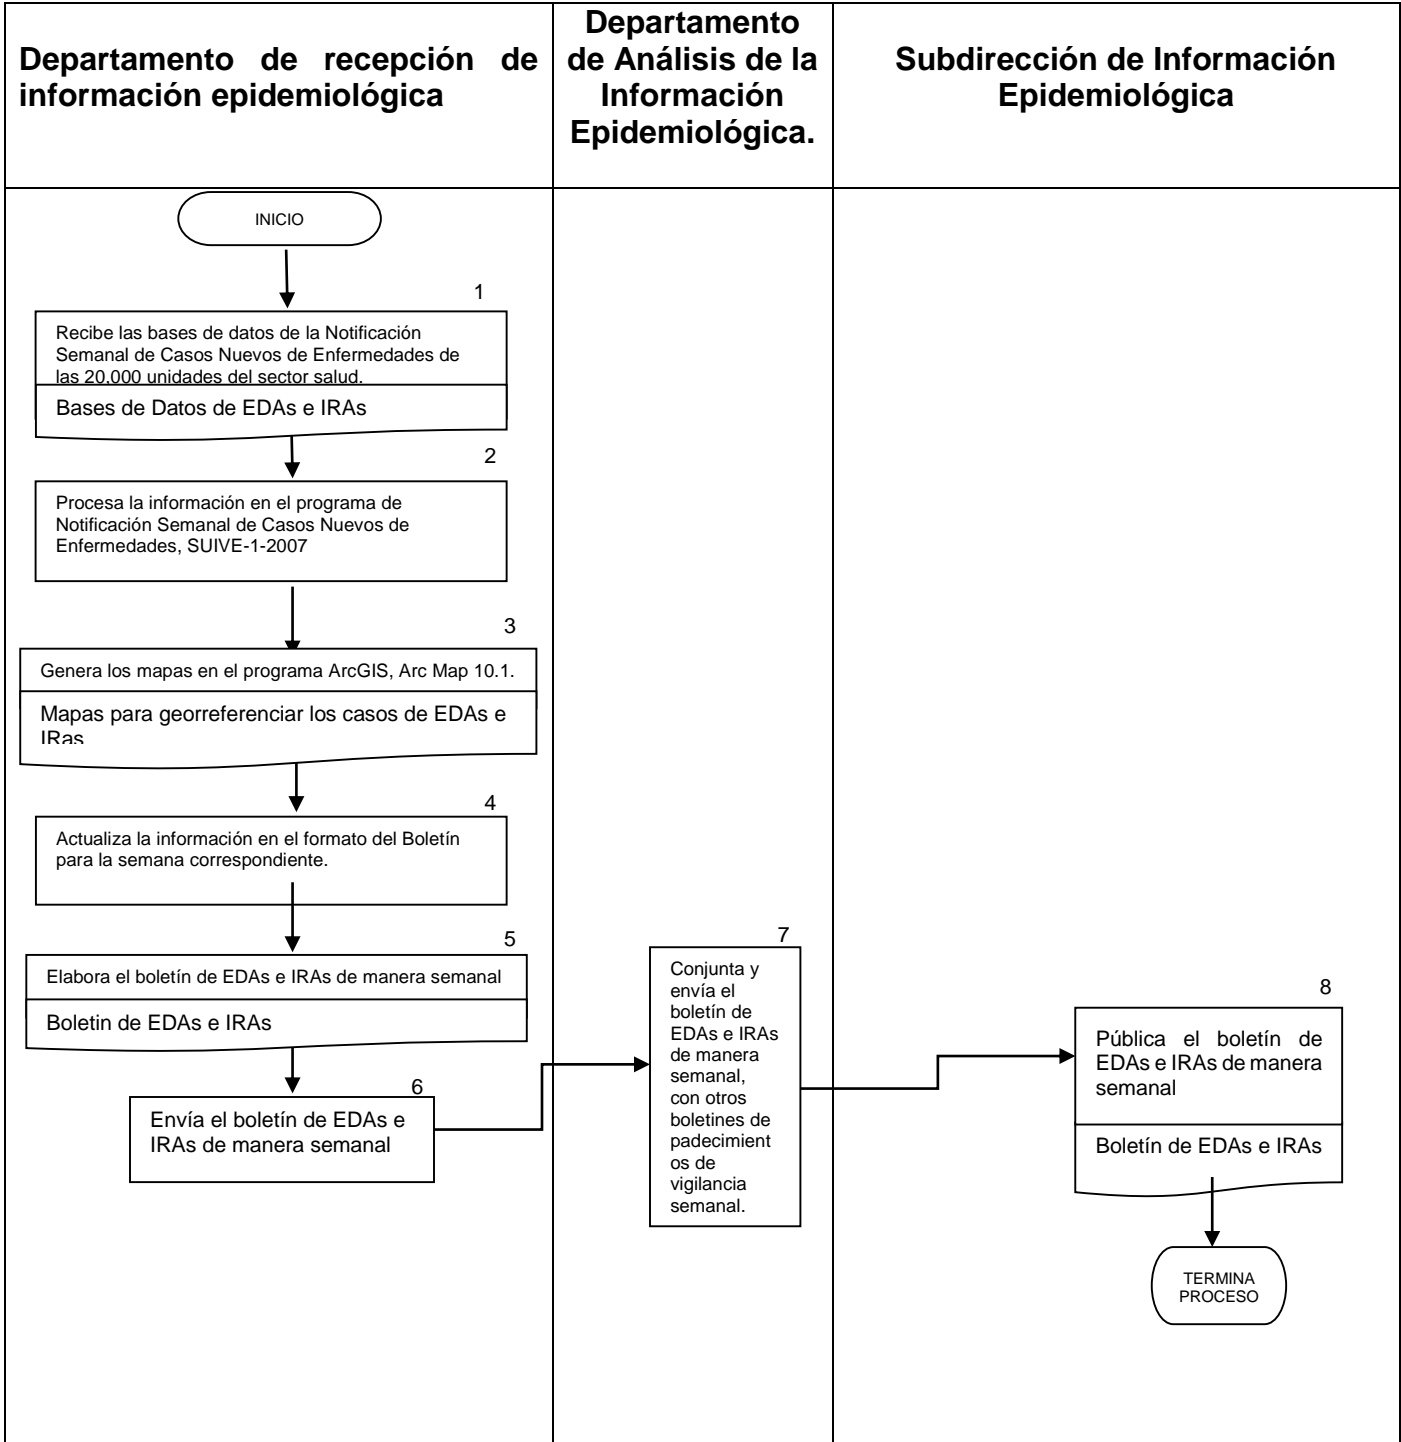 Departamento de recepción de
información epidemiológica
Departamento
de Análisis de la
Información
Epidemiológica.
Subdirección de Información
Epidemiológica
INICIO
1
Recibe las bases de datos de la Notificación
Semanal de Casos Nuevos de Enfermedades de
las 20,000 unidades del sector salud.
Bases de Datos de EDAs e IRAs
2
Procesa la información en el programa de
Notificación Semanal de Casos Nuevos de
Enfermedades, SUIVE-1-2007
3
Genera los mapas en el programa ArcGIS, Arc Map 10.1.
Mapas para georreferenciar los casos de EDAs e
IRas
4
Actualiza la información en el formato del Boletín
para la semana correspondiente.
5
Elabora el boletín de EDAs e IRAs de manera semanal
Boletin de EDAs e IRAs
6
Envía el boletín de EDAs e
IRAs de manera semanal
7
Conjunta y
envía el
boletín de
EDAs e IRAs
de manera
semanal,
con otros
boletines de
padecimient
os de
vigilancia
semanal.
8
Pública el boletín de
EDAs e IRAs de manera
semanal
Boletín de EDAs e IRAs
TERMINA
PROCESO